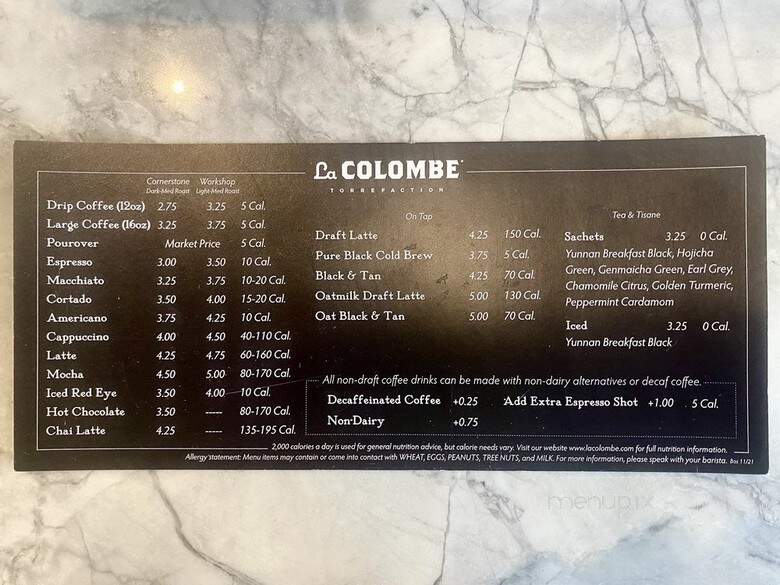 La COLOMBE
TORREFACTION
Cornerstone Workshop
Dark-Med Roast Light-Med Roast
Drip Coffee (12oz) 2.75 3.25 5 Cal.
Large Coffee (16oz) 3.25 3.75 5 Cal.
Pourover Market Price 5 Cal.
Espresso 3.00 3.50 10 Cal.
Macchiato 3.25 3.75 10-20 Cal.
Cortado 3.50 4.00 15-20 Cal.
Americano 3.75 4.25 10 Cal.
Cappuccino 4.00 4.50 40-110 Cal.
Latte 4.25 4.75 60-160 Cal.
Mocha 4.50 5.00 80-170 Cal.
Iced Red Eye 3.50 4.00 10 Cal.
Hot Chocolate 3.50 ----- 80-170 Cal.
Chai Latte 4.25 ----- 135-195 Cal.
On Tap
Draft Latte 4.25 150 Cal.
Pure Black Cold Brew 3.75 5 Cal.
Black & Tan 4.25 70 Cal.
Oatmilk Draft Latte 5.00 130 Cal.
Oat Black & Tan 5.00 70 Cal.
Tea & Tisane
Sachets 3.25 0 Cal.
Yunnan Breakfast Black, Hojicha
Green, Genmaicha Green, Earl Grey,
Chamomile Citrus, Golden Turmeric,
Peppermint Cardamom
Iced 3.25 0 Cal.
Yunnan Breakfast Black
All non-draft coffee drinks can be made with non-dairy alternatives or decaf coffee.
Decaffeinated Coffee +0.25 Add Extra Espresso Shot +1.00 5 Cal.
Non-Dairy +0.75
2,000 calories a day is used for general nutrition advice, but calorie needs vary. Visit our website www.lacolombe.com for full nutrition information.
Allergy statement: Menu items may contain or come into contact with WHEAT, EGGS, PEANUTS, TREE NUTS, and MILK. For more information, please speak with your barista. Bos 11/21
menupix